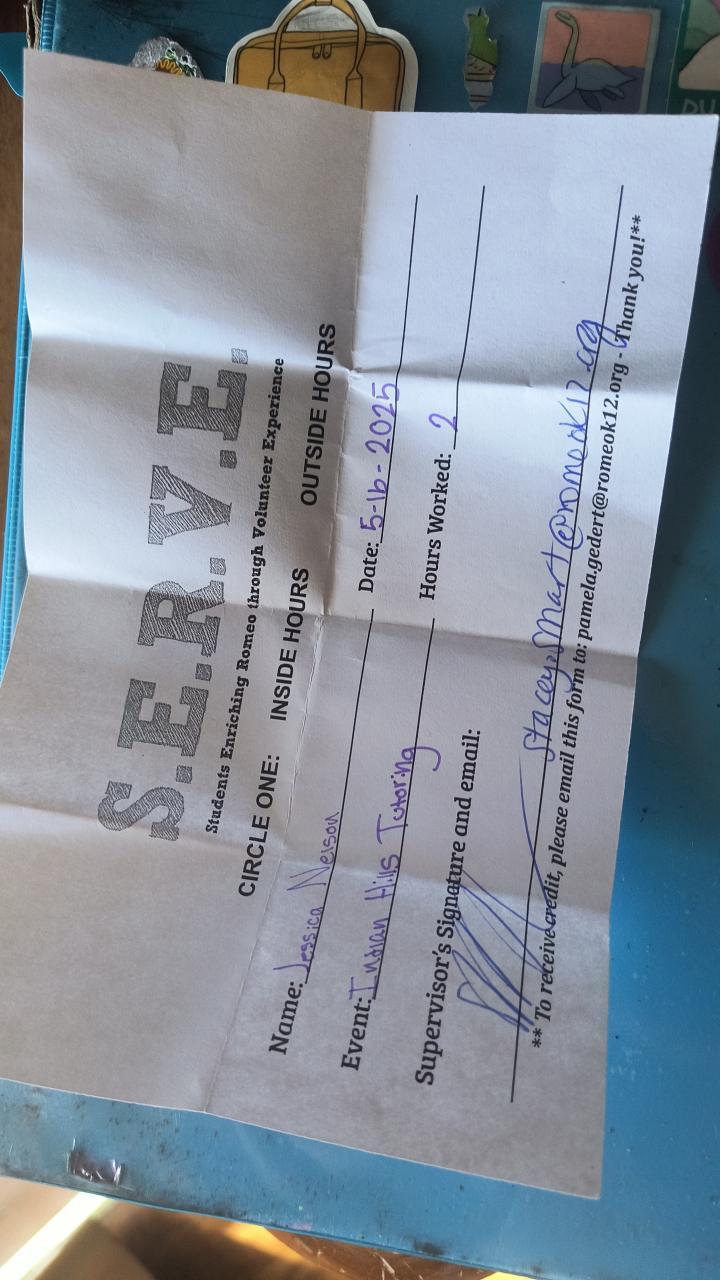 S.E.R.V.E.
Students Enriching Romeo through Volunteer Experience
CIRCLE ONE: INSIDE HOURS OUTSIDE HOURS
Name: Jessica Nelson Date: 5-16-2025
Event: Indian Hills Tutoring Hours Worked: 2
Supervisor's Signature and email:
stacey.smart@romeok12.org
** To receive credit, please email this form to: pamela.gedert@romeok12.org - Thank you!**